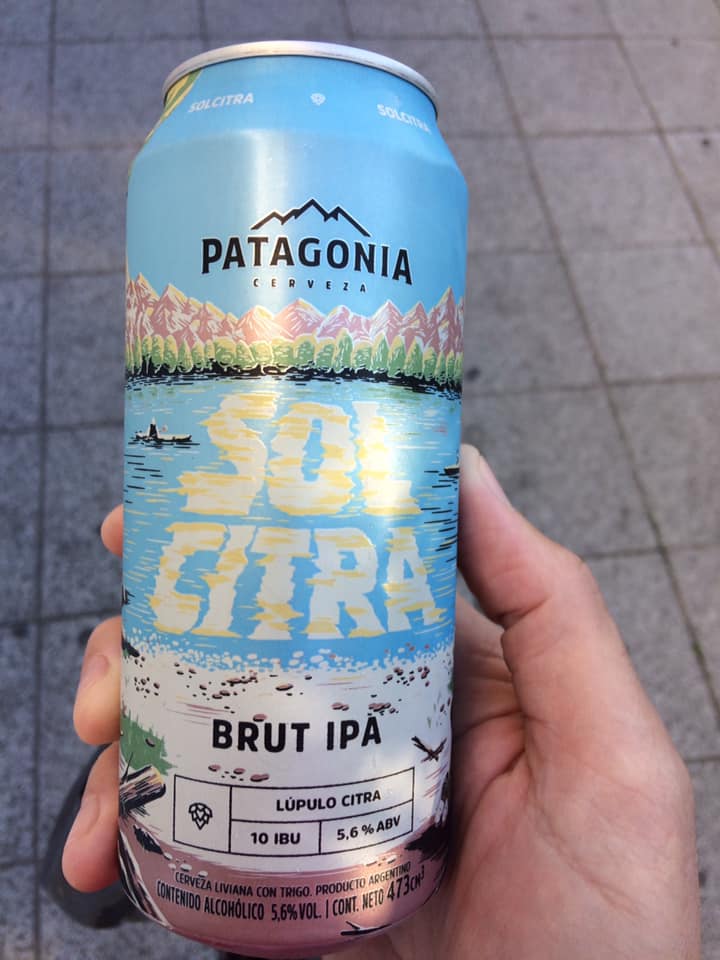 SOLCITRA SOLCITRA
PATAGONIA
CERVEZA
SOL
CITRA
BRUT IPA
LÚPULO CITRA
10 IBU 5,6 % ABV
CERVEZA LIVIANA CON TRIGO. PRODUCTO ARGENTINO
CONTENIDO ALCOHÓLICO 5,6% VOL. | CONT. NETO 473CM³